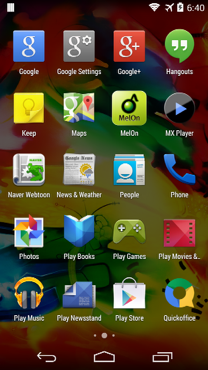 6:40
Google
Google Settings
Google+
Hangouts
Keep
Maps
MelOn
MX Player
Naver Webtoon
News & Weather
People
Phone
Photos
Play Books
Play Games
Play Movies &..
Play Music
Play Newsstand
Play Store
Quickoffice